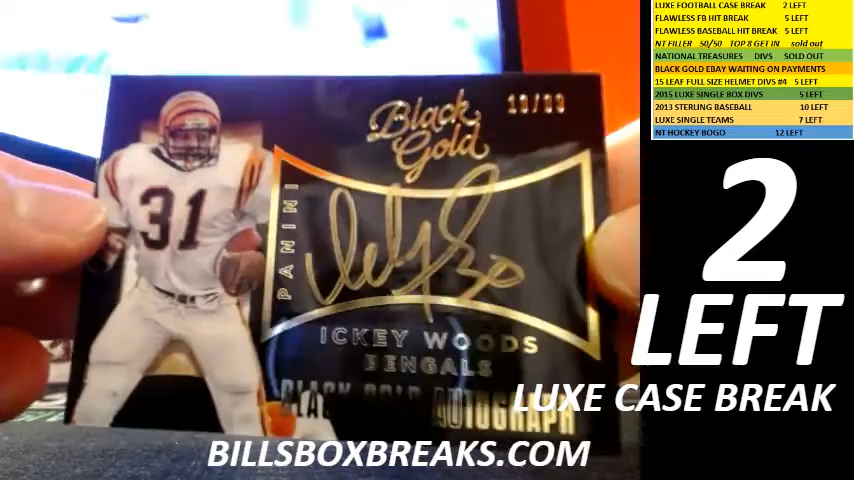 LUXE FOOTBALL CASE BREAK 2 LEFT
FLAWLESS FB HIT BREAK 5 LEFT
FLAWLESS BASEBALL HIT BREAK 5 LEFT
NT FILLER 50/50 TOP 8 GET IN sold out
NATIONAL TREASURES DIVS SOLD OUT
BLACK GOLD EBAY WAITING ON PAYMENTS
15 LEAF FULL SIZE HELMET DIVS #4 5 LEFT
2015 LUXE SINGLE BOX DIVS 5 LEFT
2013 STERLING BASEBALL 10 LEFT
LUXE SINGLE TEAMS 7 LEFT
NT HOCKEY BOGO 12 LEFT
Black Gold
31
PANINI
30
ICKEY WOODS
BENGALS
BLACK GOLD AUTOGRAPH
2
LEFT
LUXE CASE BREAK
BILLSBOXBREAKS.COM